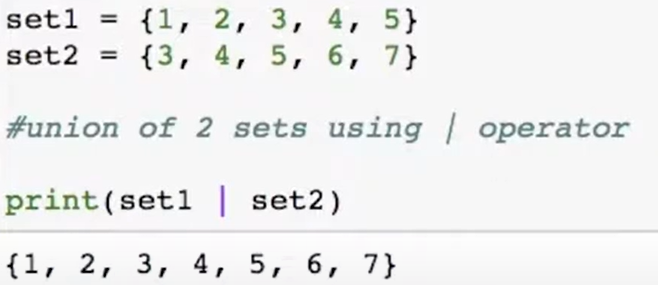 set1 = {1, 2, 3, 4, 5}
set2 = {3, 4, 5, 6, 7}
#union of 2 sets using | operator
print(set1 | set2)
{1, 2, 3, 4, 5, 6, 7}